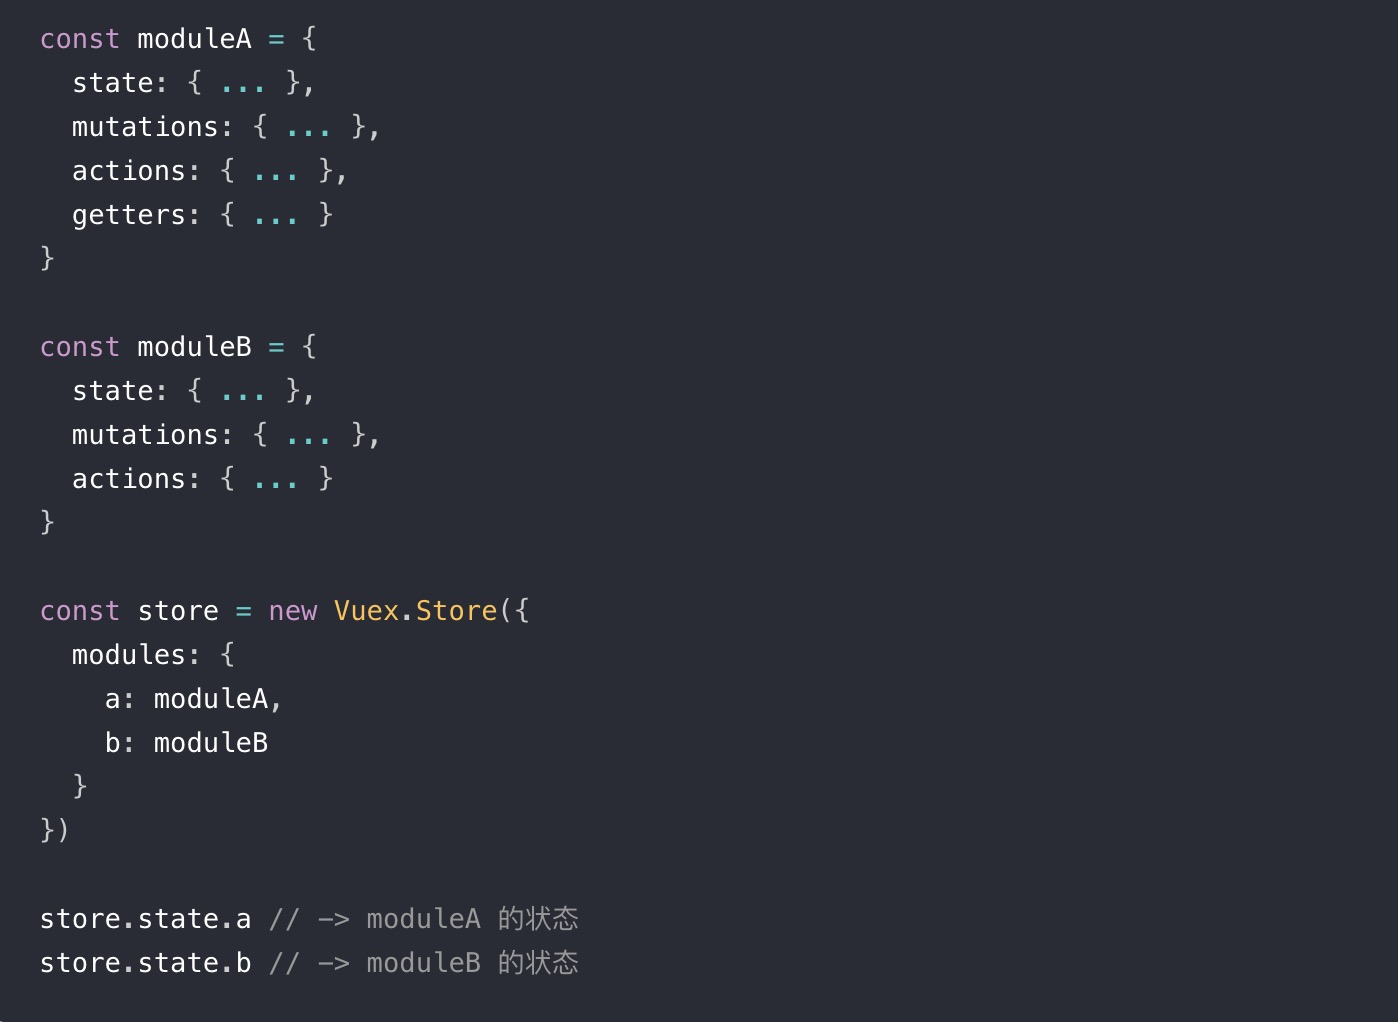 const moduleA = {
  state: { ... },
  mutations: { ... },
  actions: { ... },
  getters: { ... }
}

const moduleB = {
  state: { ... },
  mutations: { ... },
  actions: { ... }
}

const store = new Vuex.Store({
  modules: {
    a: moduleA,
    b: moduleB
  }
})

store.state.a // -> moduleA 的状态
store.state.b // -> moduleB 的状态